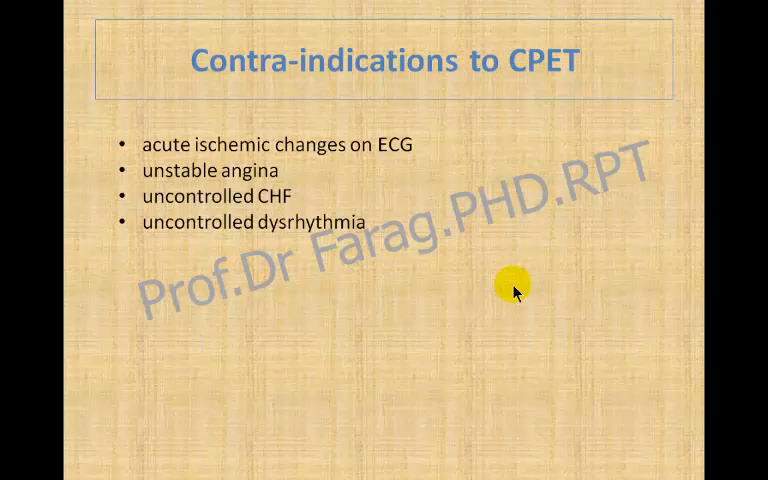 Contra-indications to CPET
• acute ischemic changes on ECG
• unstable angina
• uncontrolled CHF
• uncontrolled dysrhythmia
Prof.Dr Farag.PHD.RPT